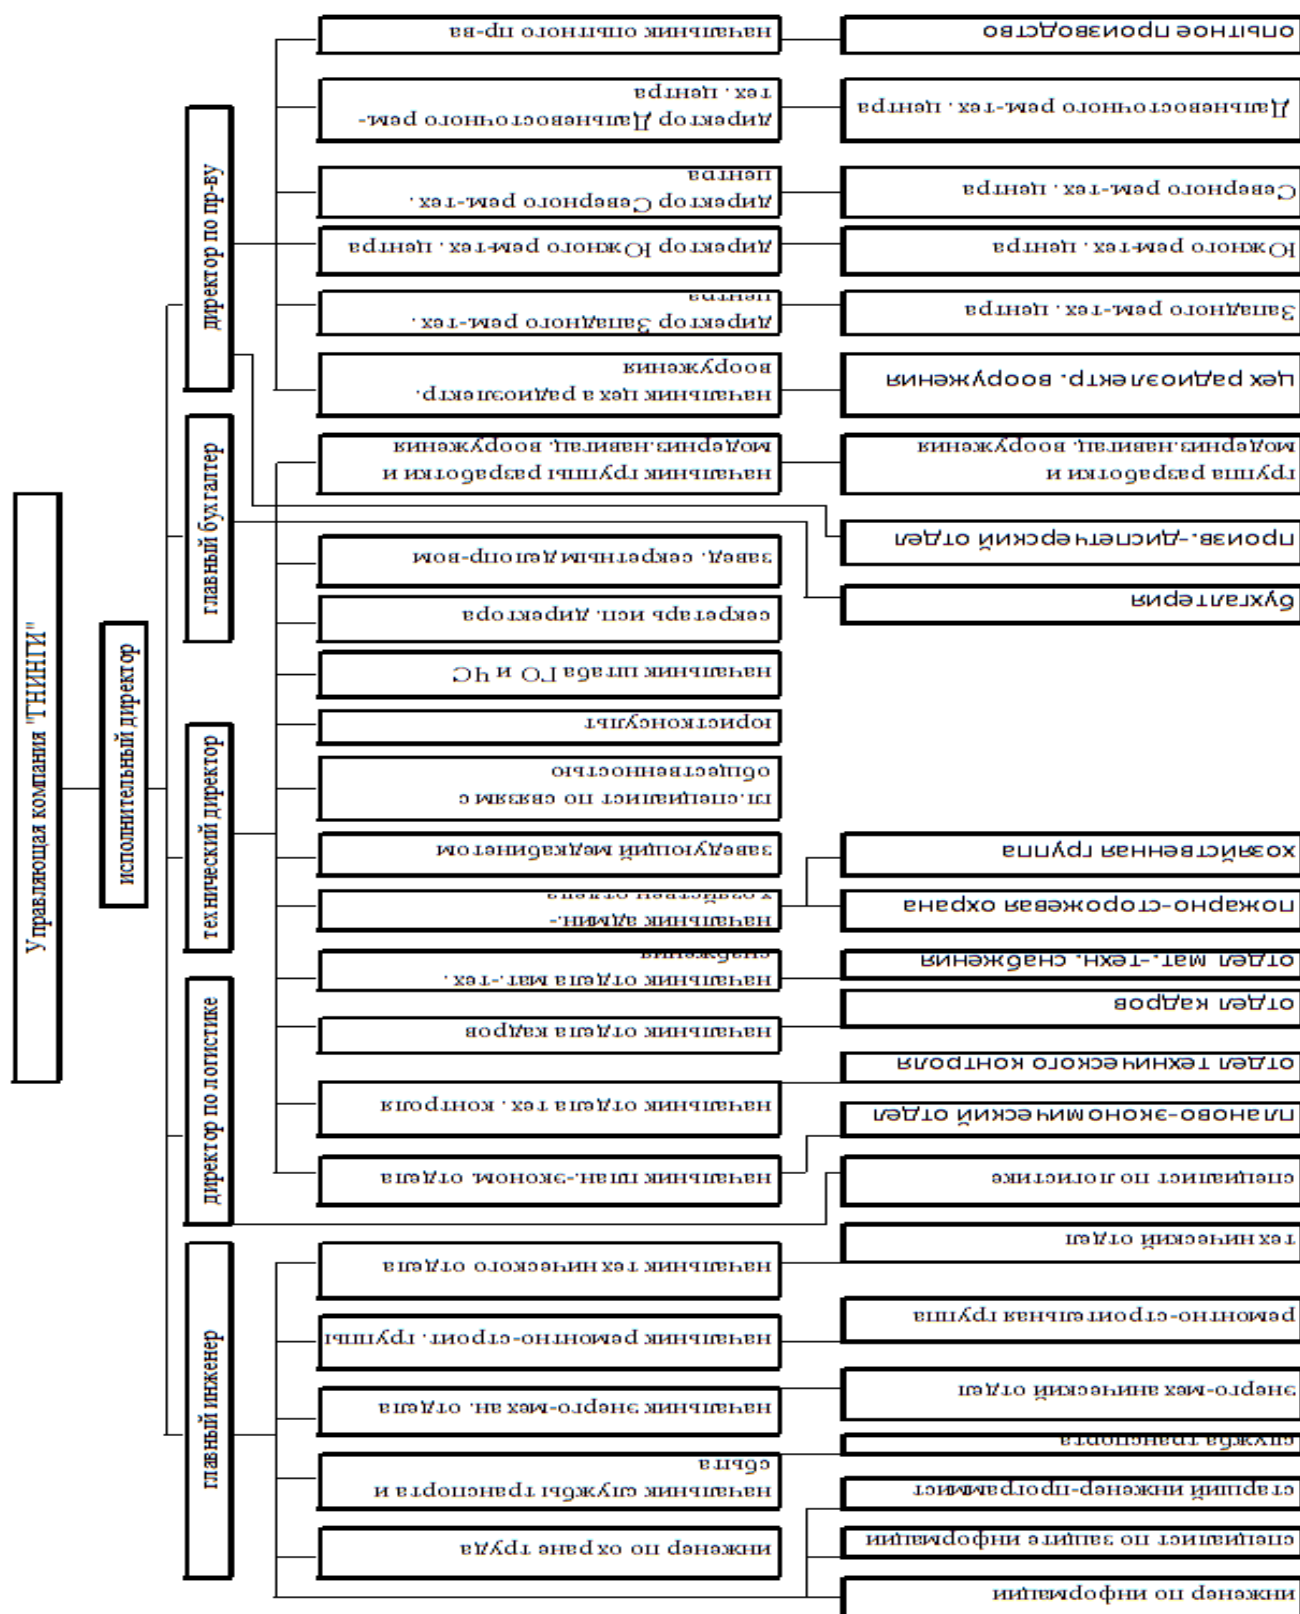 Управляющая компания "ГНИНГИ"
исполнительный директор
директор по пр-ву
главный бухгалтер
технический директор
директор по логистике
главный инженер
начальник опытного пр-ва
директор Дальневосточного рем-
тех. центра
директор Северного рем-тех.
центра
директор Южного рем-тех. центра
директор Западного рем-тех.
центра
начальник цеха радиоэлектр.
вооружения
начальник группы разработки и
модерниз.навигац. вооружения
завед. секретным делопр-вом
секретарь исп. директора
начальник штаба ГО и ЧС
юристконсульт
гл.специалист по связям с
общественностью
заведующий медкабинетом
начальник админ.-
хозяйствен отдела
начальник отдела мат.-тех.
снабжения
начальник отдела кадров
начальник отдела тех. контроля
начальник план.-эконом. отдела
начальник технического отдела
начальник ремонтно-строит. группы
начальник энерго-механ. отдела
начальник службы транспорта и
сбыта
инженер по охране труда
опытное производство
Дальневосточного рем-тех. центра
Северного рем-тех. центра
Южного рем-тех. центра
Западного рем-тех. центра
цех радиоэлектр. вооружения
группа разработки и
модерниз.навигац. вооружения
произв.-диспетчерский отдел
бухгалтерия
хозяйственная группа
пожарно-сторожевая охрана
отдел мат.-техн. снабжения
отдел кадров
отдел технического контроля
планово-экономический отдел
специалист по логистике
технический отдел
ремонтно-строительная группа
энерго-механический отдел
служба транспорта
старший инженер-программист
специалист по защите информации
инженер по информации